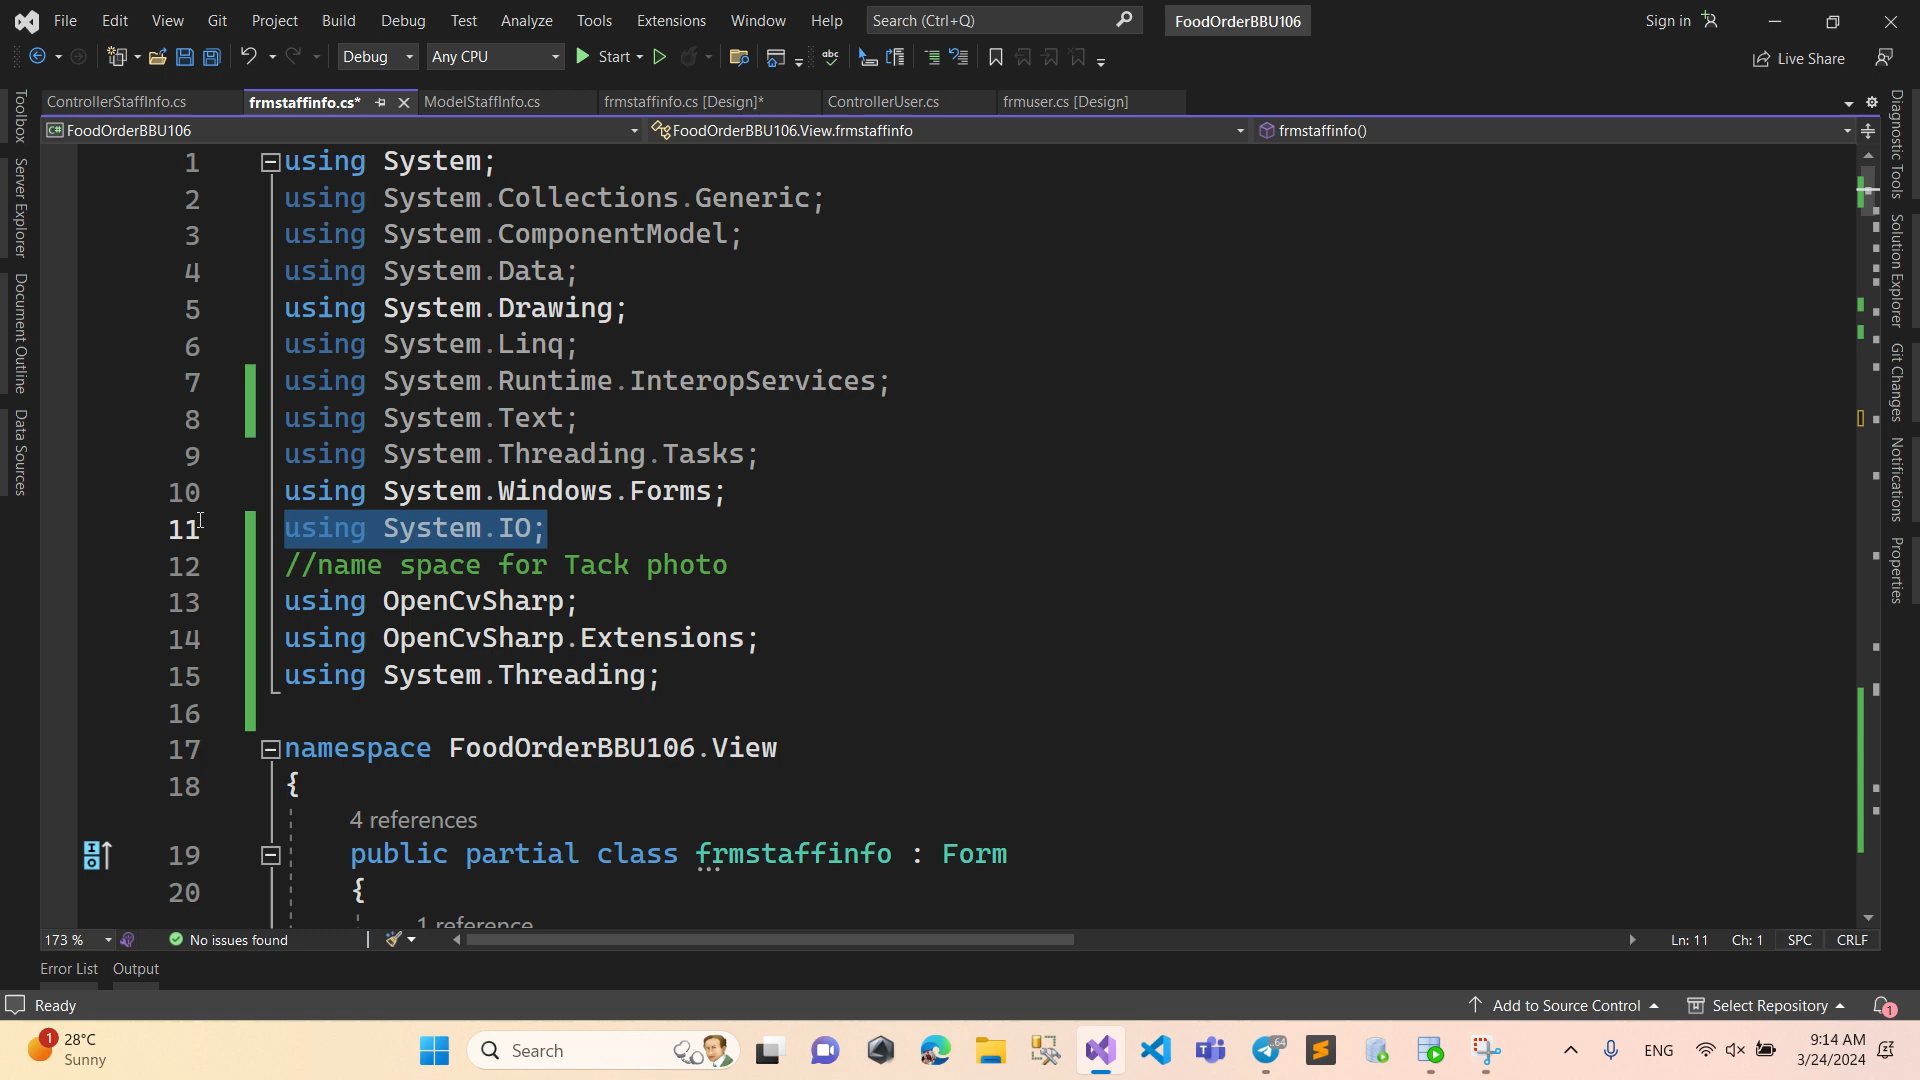 File Edit View Git Project Build Debug Test Analyze Tools Extensions Window Help Search (Ctrl+Q) FoodOrderBBU106 Sign in
Debug Any CPU Start Live Share
ControllerStaffInfo.cs frmstaffinfo.cs* ModelStaffInfo.cs frmstaffinfo.cs [Design]* ControllerUser.cs frmuser.cs [Design]
FoodOrderBBU106 FoodOrderBBU106.View.frmstaffinfo frmstaffinfo()
Toolbox
Server Explorer
Document Outline
Data Sources
1 using System;
2 using System.Collections.Generic;
3 using System.ComponentModel;
4 using System.Data;
5 using System.Drawing;
6 using System.Linq;
7 using System.Runtime.InteropServices;
8 using System.Text;
9 using System.Threading.Tasks;
10 using System.Windows.Forms;
11 using System.IO;
12 //name space for Tack photo
13 using OpenCvSharp;
14 using OpenCvSharp.Extensions;
15 using System.Threading;
16
17 namespace FoodOrderBBU106.View
18 {
4 references
19 public partial class frmstaffinfo : Form
20 {
1 reference
Diagnostic Tools
Solution Explorer
Git Changes
Notifications
Properties
173 % No issues found Ln: 11 Ch: 1 SPC CRLF
Error List Output
Ready Add to Source Control Select Repository 1
1 28°C
Sunny
Search
64
ENG
9:14 AM
3/24/2024